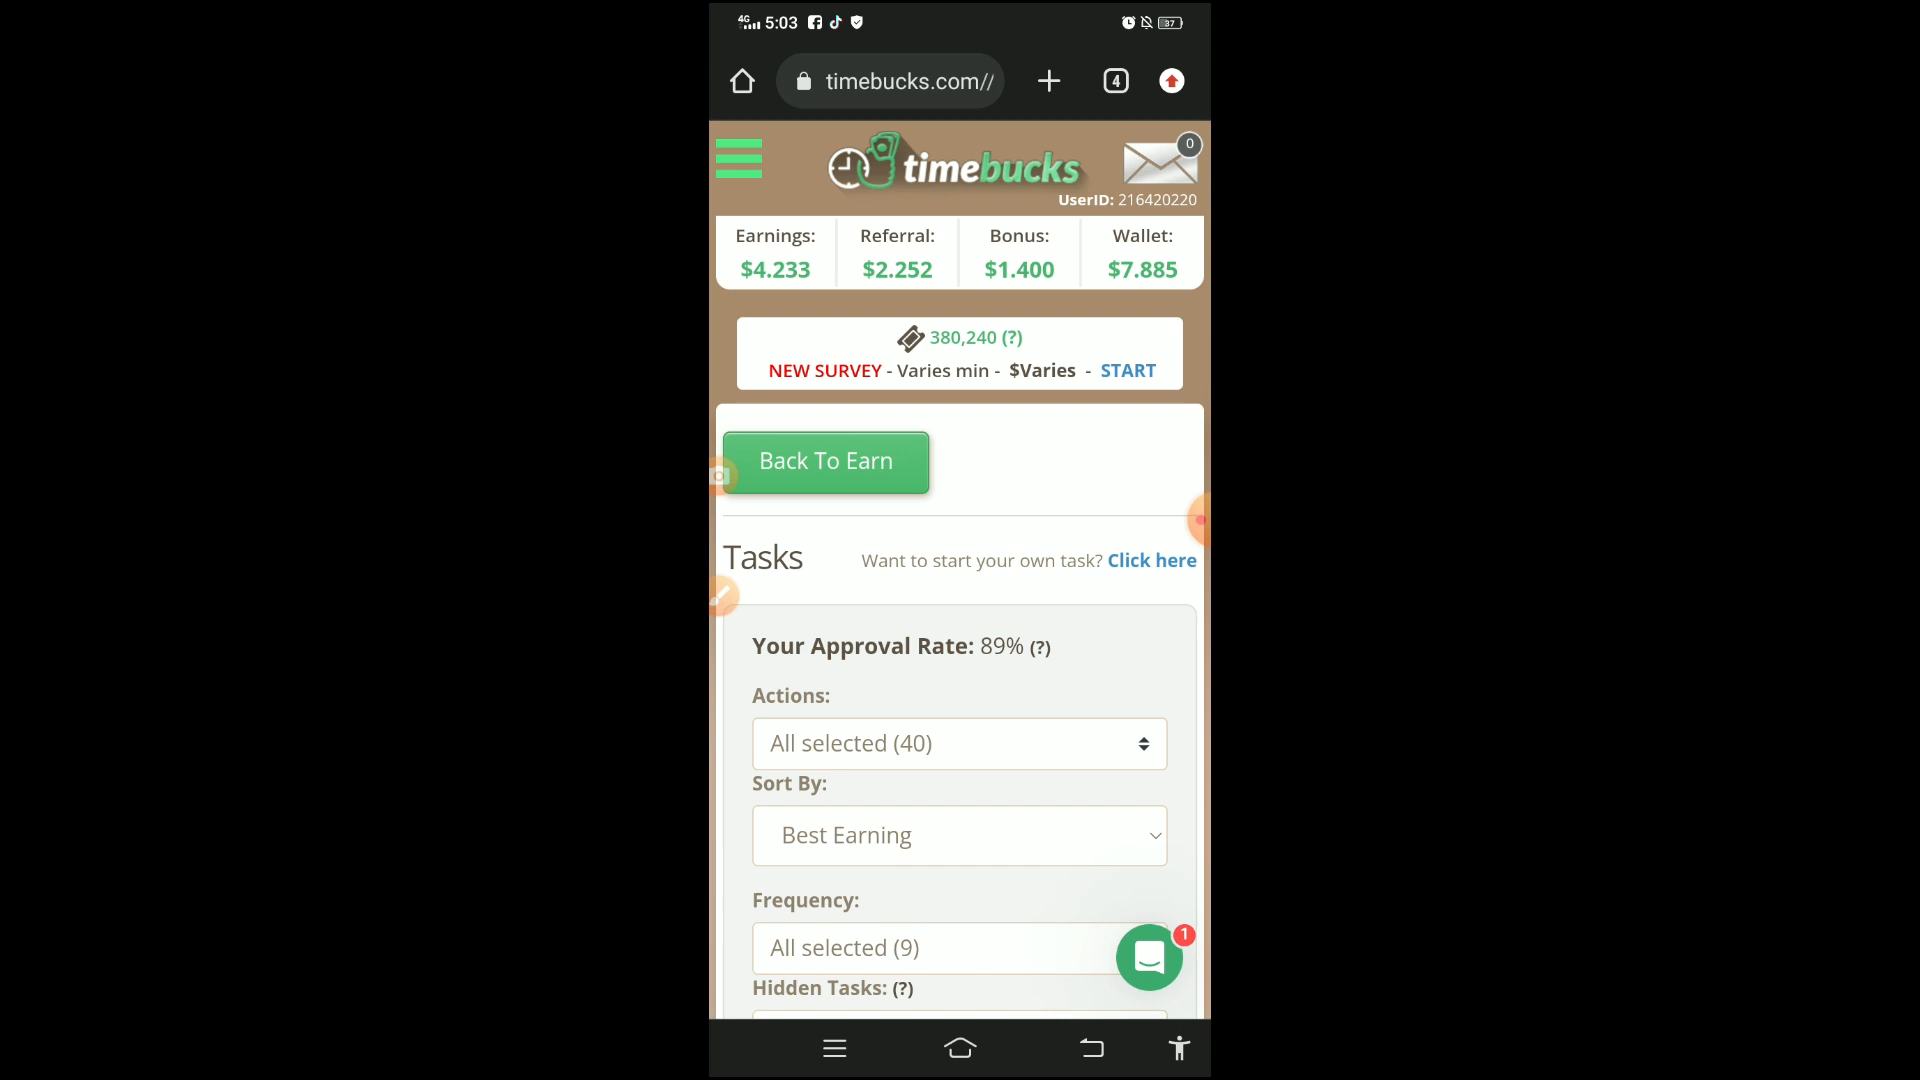 4G 5:03 37
timebucks.com//
4
timebucks
0
UserID: 216420220
Earnings: Referral: Bonus: Wallet:
$4.233 $2.252 $1.400 $7.885
380,240 (?)
NEW SURVEY - Varies min - $Varies - START
Back To Earn
Tasks Want to start your own task? Click here
Your Approval Rate: 89% (?)
Actions:
All selected (40)
Sort By:
Best Earning
Frequency:
All selected (9)
1
Hidden Tasks: (?)